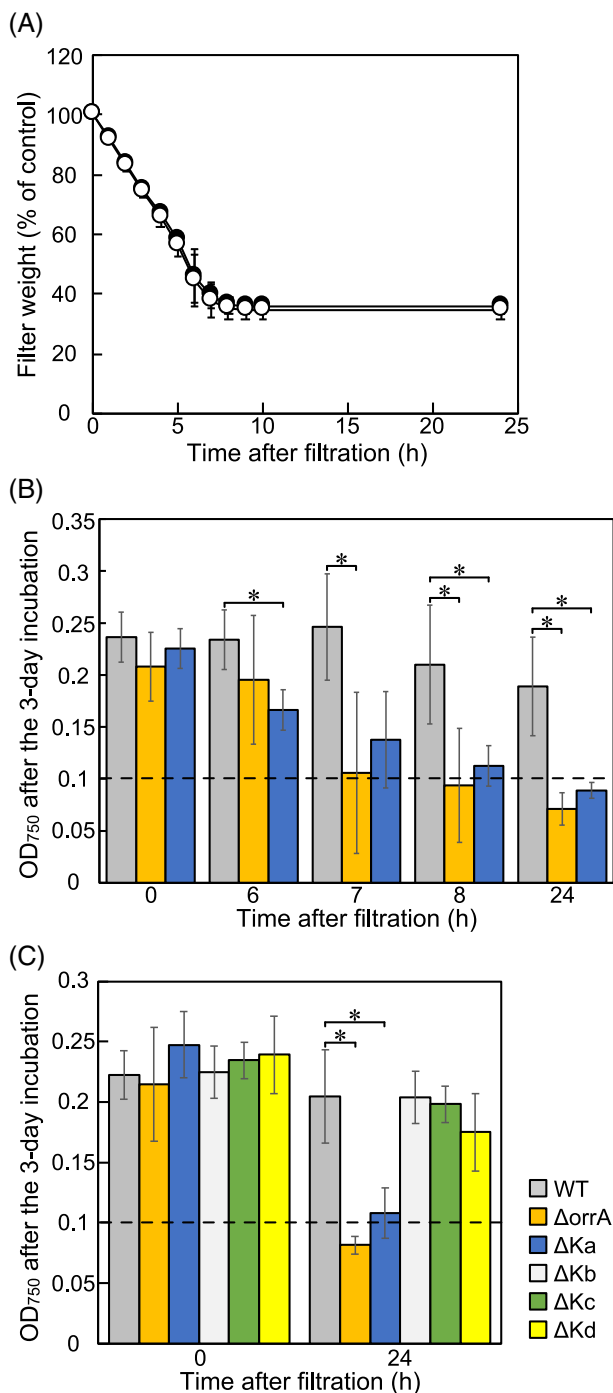 (A)
120
100
80
60
40
20
0
Filter weight (% of control)
0 5 10 15 20 25
Time after filtration (h)
(B)
0.35
0.3
0.25
0.2
0.15
0.1
0.05
0
OD750 after the 3-day incubation
* * * * * *
0 6 7 8 24
Time after filtration (h)
(C)
0.3
0.25
0.2
0.15
0.1
0.05
0
OD750 after the 3-day incubation
* *
0 24
Time after filtration (h)
WT
ΔorrA
ΔKa
ΔKb
ΔKc
ΔKd